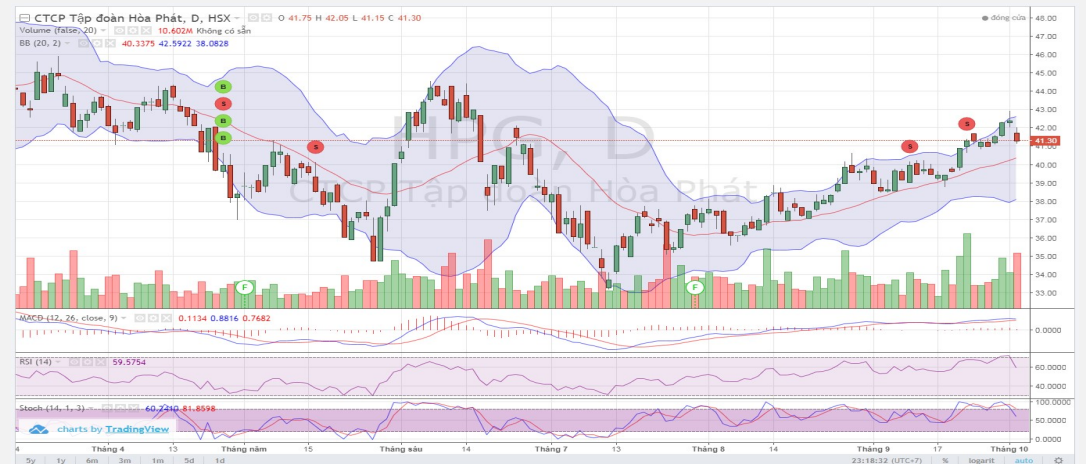 CTCP Tập đoàn Hòa Phát, D, HSX O 41.75 H 42.05 L 41.15 C 41.30
đóng cửa
Volume (false, 20) 10.602M Không có sẵn
BB (20, 2) 40.3375 42.5922 38.0828
48.00
47.00
46.00
45.00
44.00
43.00
42.00
41.30
41.00
40.00
39.00
38.00
37.00
36.00
35.00
34.00
33.00
B
S
B
B
S
S
S
HPG, D
CTCP Tập đoàn Hòa Phát
F
F
MACD (12, 26, close, 9) 0.1134 0.8816 0.7682
0.0000
RSI (14) 59.5754
60.0000
40.0000
Stoch (14, 1, 3) 60.2410 81.8598
100.0000
50.0000
0.0000
charts by TradingView
4 Tháng 4 13 Tháng năm 15 Tháng sáu 14 Tháng 7 13 Tháng 8 14 Tháng 9 17 Tháng 10
5y 1y 6m 3m 1m 5d 1d 23:18:32 (UTC+7) % logarit auto